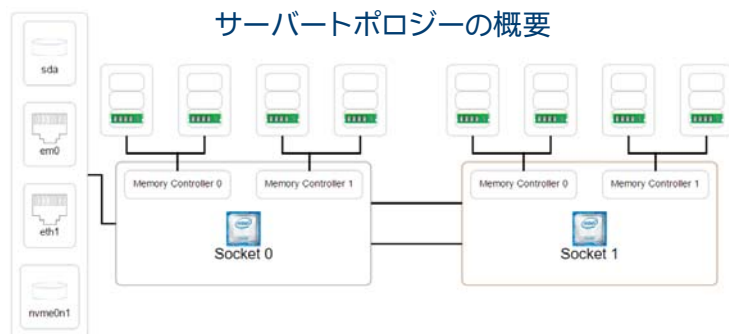 サーバートポロジーの概要
sda
em0
eth1
nvme0n1
Memory Controller 0
Memory Controller 1
Socket 0
Memory Controller 0
Memory Controller 1
Socket 1